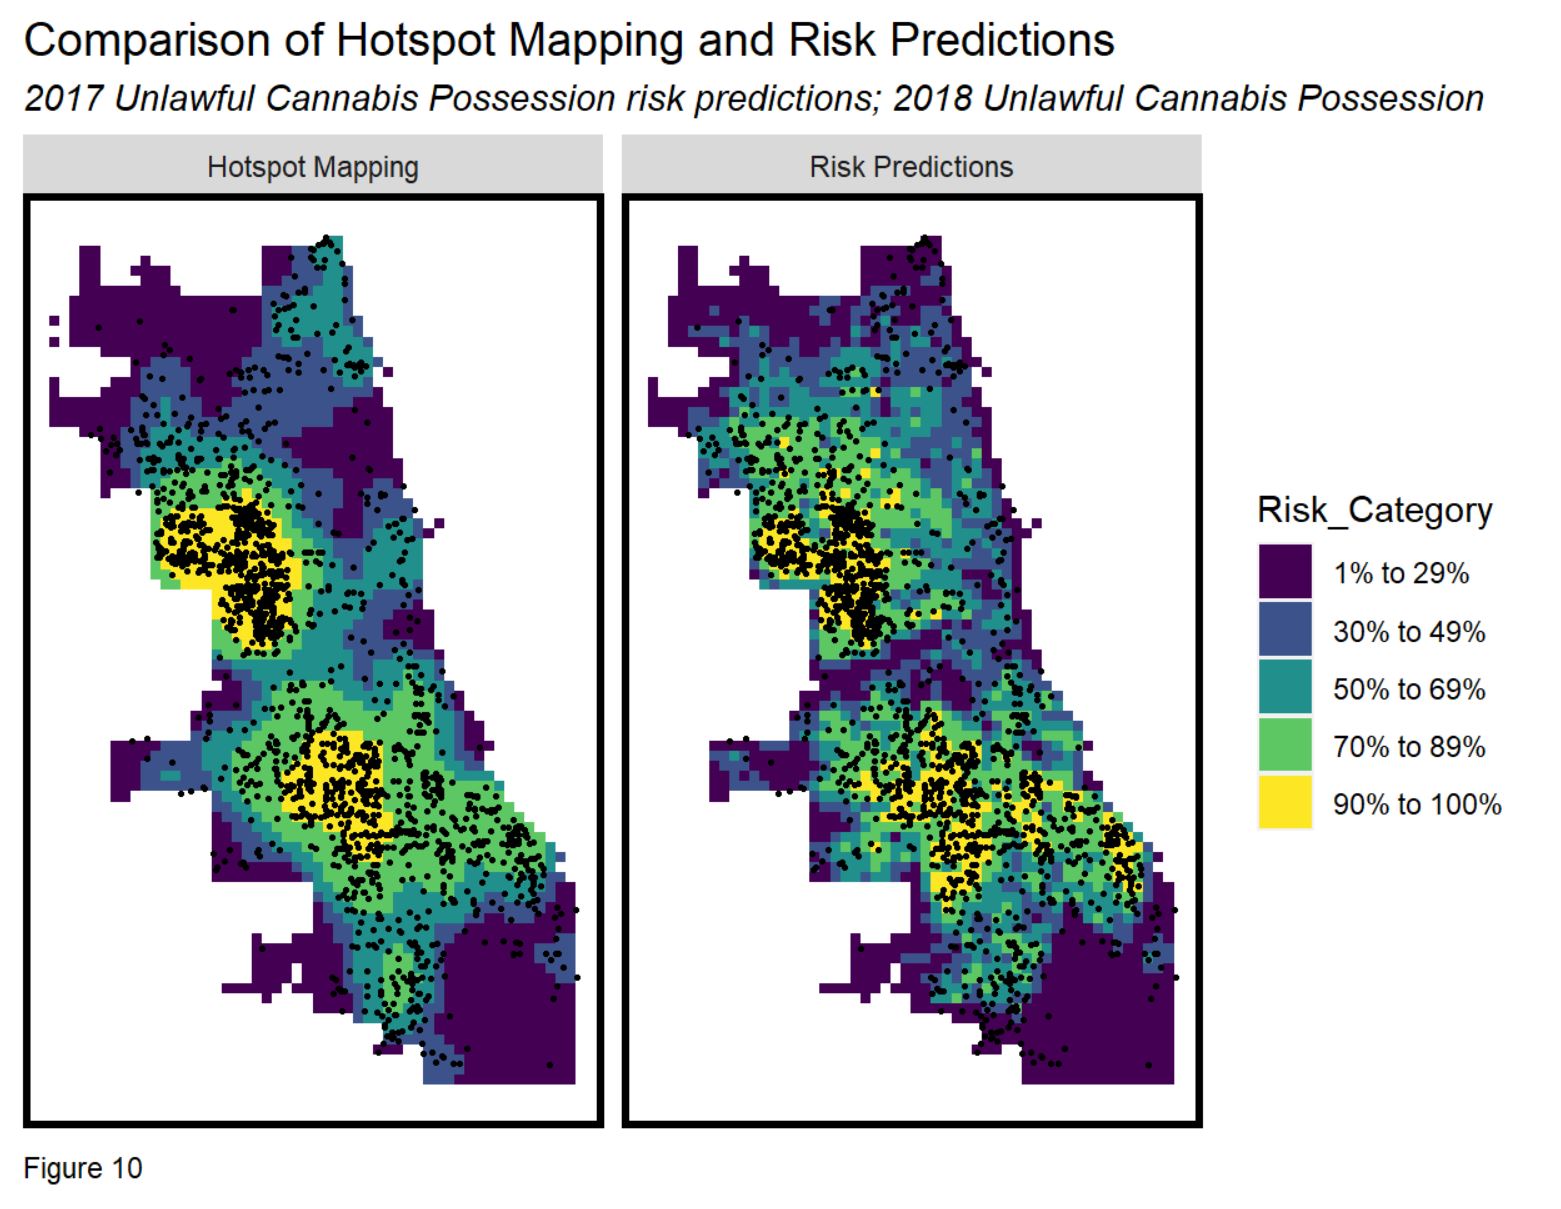 Comparison of Hotspot Mapping and Risk Predictions
2017 Unlawful Cannabis Possession risk predictions; 2018 Unlawful Cannabis Possession
Hotspot Mapping
Risk Predictions
Risk_Category
1% to 29%
30% to 49%
50% to 69%
70% to 89%
90% to 100%
Figure 10